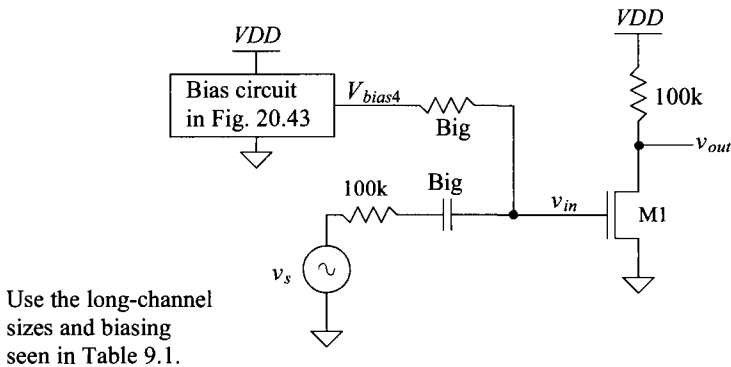 VDD
VDD
Bias circuit
in Fig. 20.43
Vbias4
Big
100k
vout
100k
Big
vin
M1
vs
Use the long-channel
sizes and biasing
seen in Table 9.1.